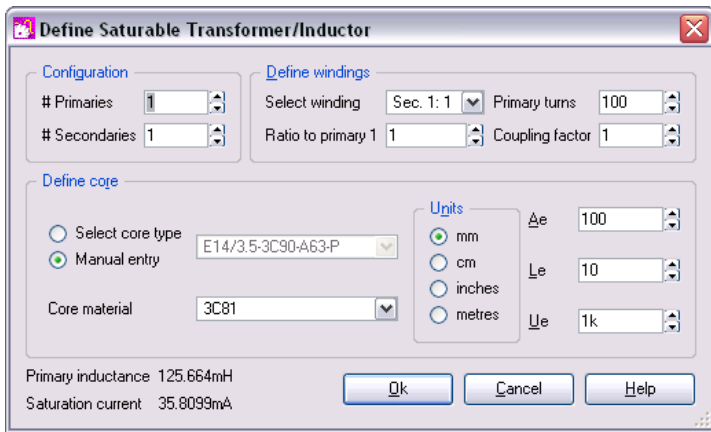 Define Saturable Transformer/Inductor
Configuration
# Primaries 1
# Secondaries 1
Define windings
Select winding Sec. 1: 1 Primary turns 100
Ratio to primary 1 1 Coupling factor 1
Define core
Select core type
Manual entry
E14/3.5-3C90-A63-P
Core material 3C81
Units
mm
cm
inches
metres
Ae 100
Le 10
Ue 1k
Primary inductance 125.664mH
Saturation current 35.8099mA
Ok Cancel Help